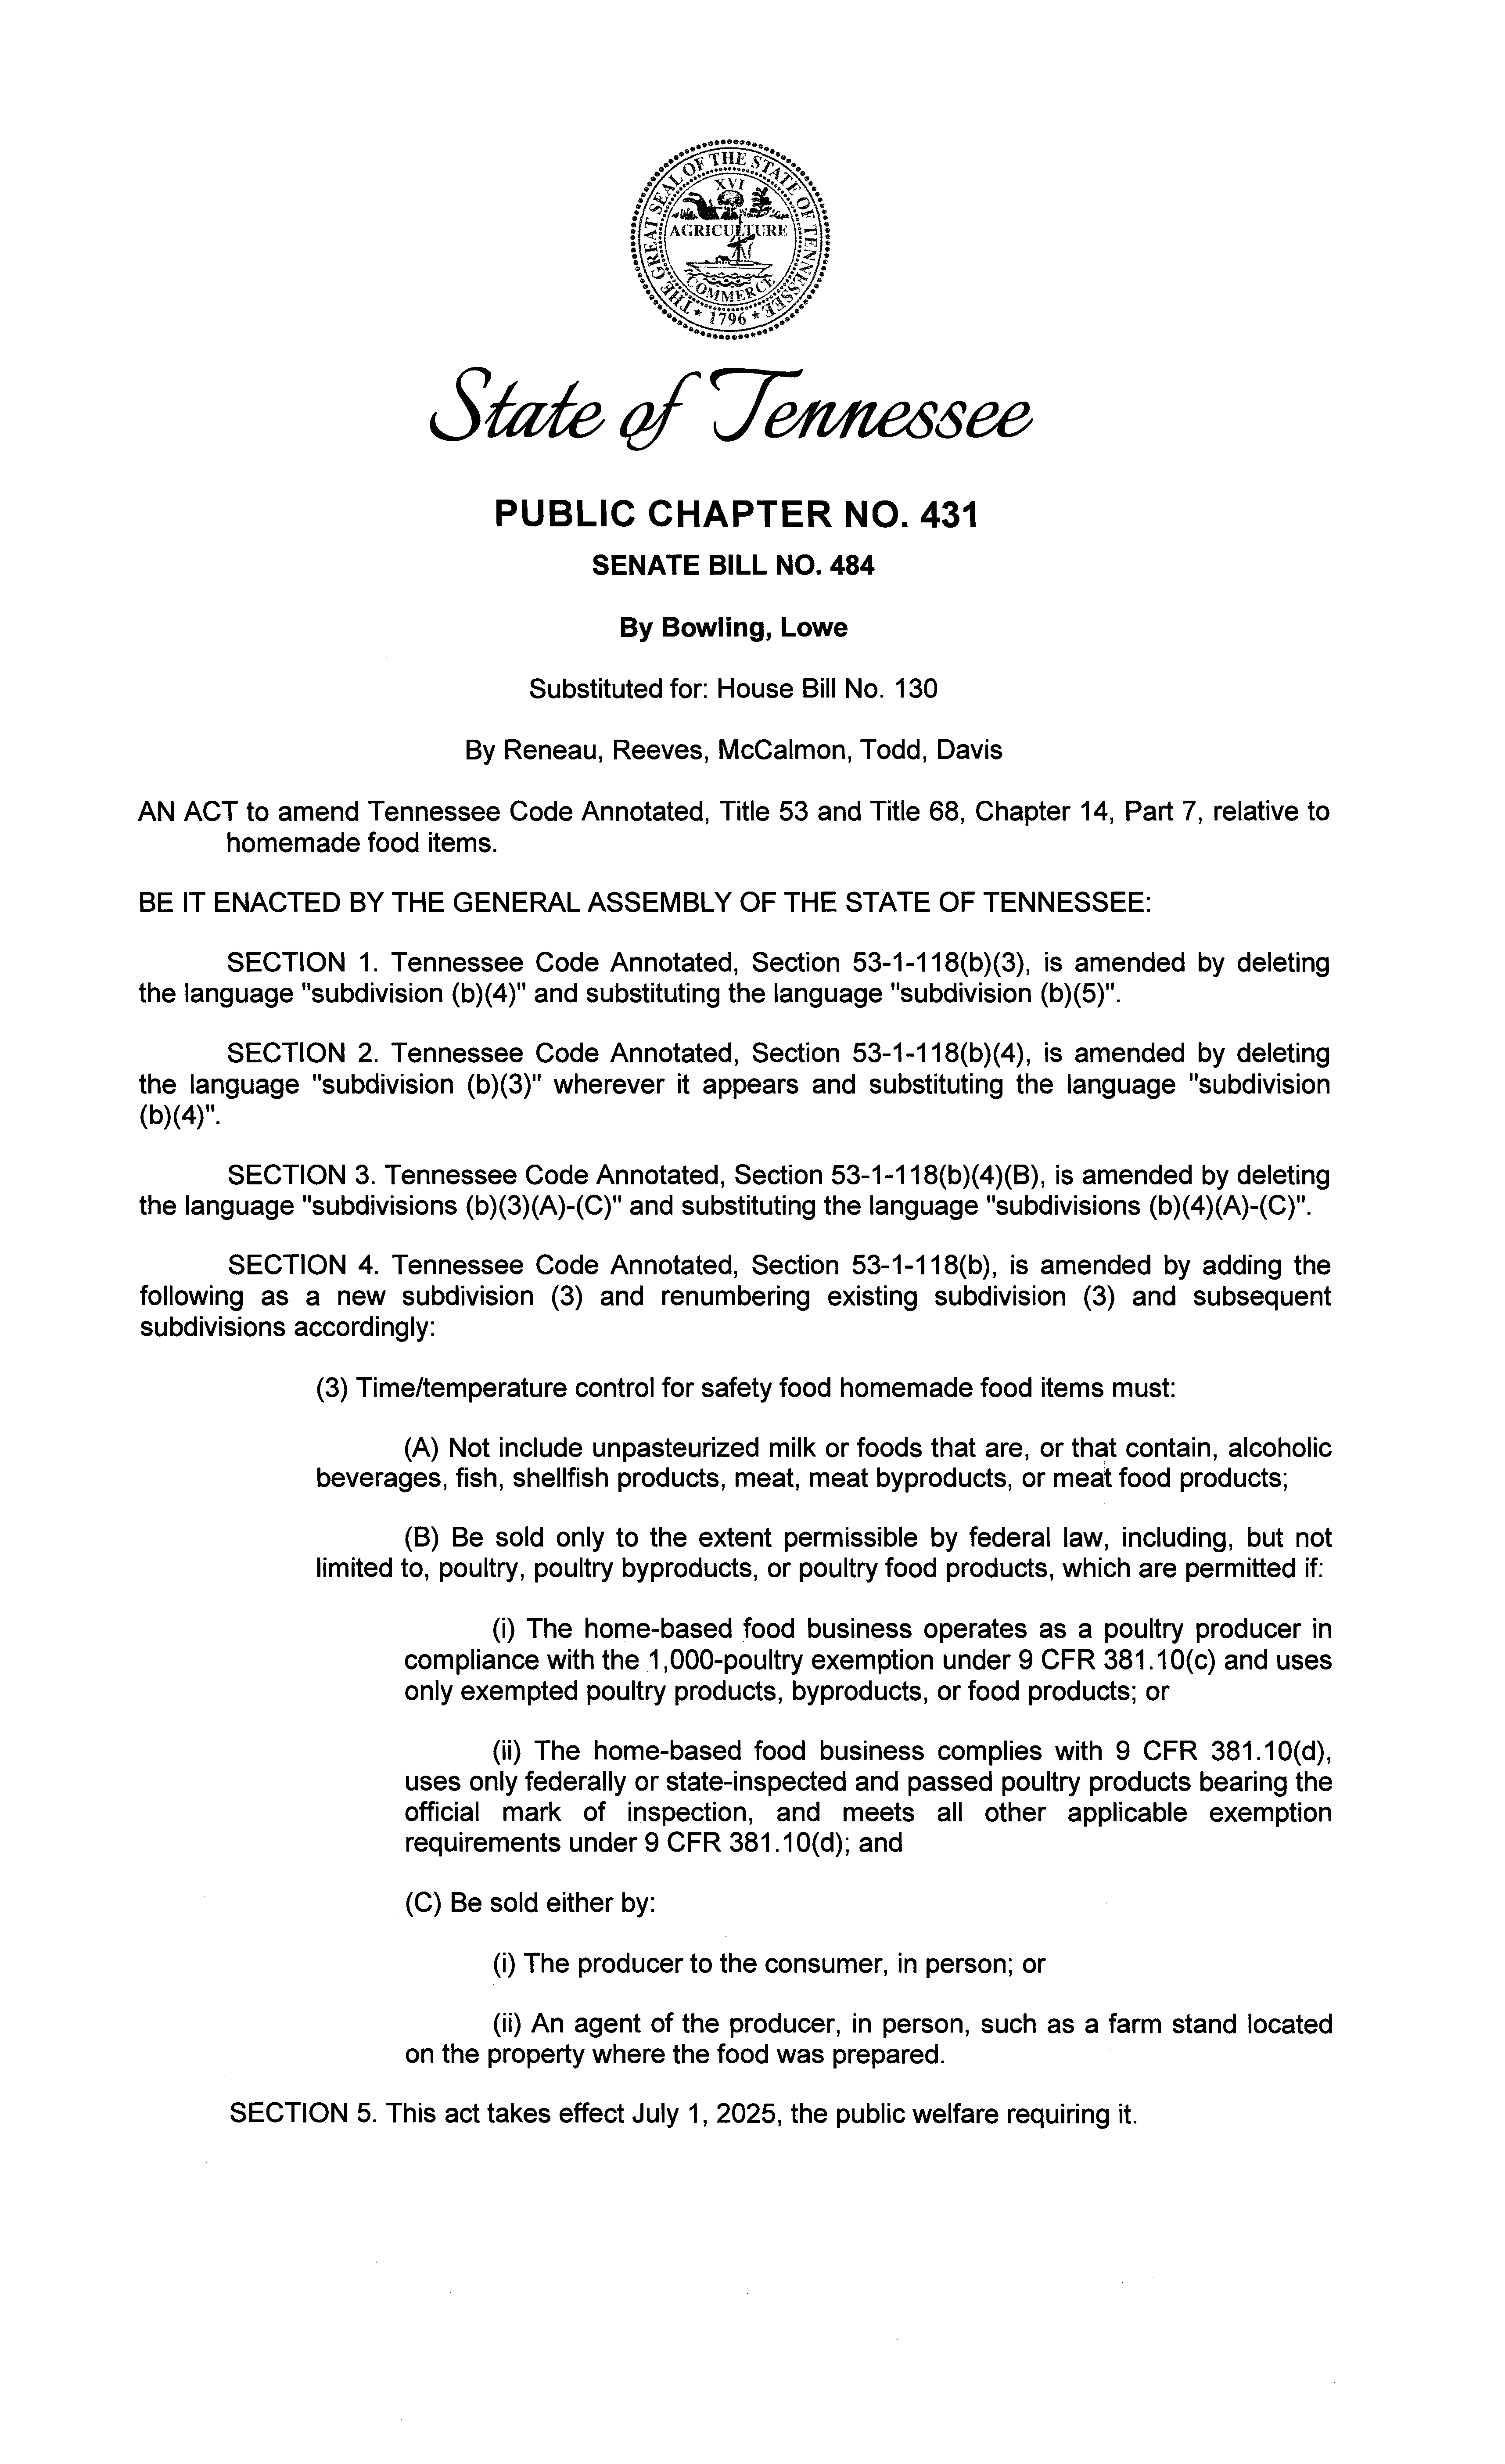 THE GREAT SEAL OF THE STATE OF TENNESSEE
XVI
AGRICULTURE
COMMERCE
* 1796 *
State of Tennessee
PUBLIC CHAPTER NO. 431
SENATE BILL NO. 484
By Bowling, Lowe
Substituted for: House Bill No. 130
By Reneau, Reeves, McCalmon, Todd, Davis
AN ACT to amend Tennessee Code Annotated, Title 53 and Title 68, Chapter 14, Part 7, relative to
homemade food items.
BE IT ENACTED BY THE GENERAL ASSEMBLY OF THE STATE OF TENNESSEE:
SECTION 1. Tennessee Code Annotated, Section 53-1-118(b)(3), is amended by deleting
the language "subdivision (b)(4)" and substituting the language "subdivision (b)(5)".
SECTION 2. Tennessee Code Annotated, Section 53-1-118(b)(4), is amended by deleting
the language "subdivision (b)(3)" wherever it appears and substituting the language "subdivision
(b)(4)".
SECTION 3. Tennessee Code Annotated, Section 53-1-118(b)(4)(B), is amended by deleting
the language "subdivisions (b)(3)(A)-(C)" and substituting the language "subdivisions (b)(4)(A)-(C)".
SECTION 4. Tennessee Code Annotated, Section 53-1-118(b), is amended by adding the
following as a new subdivision (3) and renumbering existing subdivision (3) and subsequent
subdivisions accordingly:
(3) Time/temperature control for safety food homemade food items must:
(A) Not include unpasteurized milk or foods that are, or that contain, alcoholic
beverages, fish, shellfish products, meat, meat byproducts, or meat food products;
(B) Be sold only to the extent permissible by federal law, including, but not
limited to, poultry, poultry byproducts, or poultry food products, which are permitted if:
(i) The home-based food business operates as a poultry producer in
compliance with the 1,000-poultry exemption under 9 CFR 381.10(c) and uses
only exempted poultry products, byproducts, or food products; or
(ii) The home-based food business complies with 9 CFR 381.10(d),
uses only federally or state-inspected and passed poultry products bearing the
official mark of inspection, and meets all other applicable exemption
requirements under 9 CFR 381.10(d); and
(C) Be sold either by:
(i) The producer to the consumer, in person; or
(ii) An agent of the producer, in person, such as a farm stand located
on the property where the food was prepared.
SECTION 5. This act takes effect July 1, 2025, the public welfare requiring it.